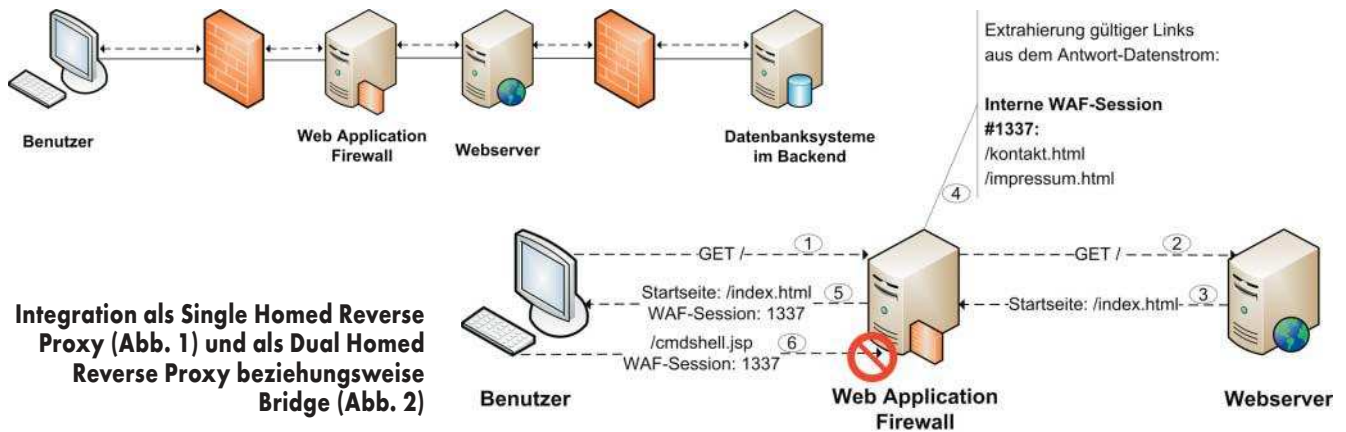 Benutzer
Web Application
Firewall
Webserver
Datenbanksysteme
im Backend
Extrahierung gültiger Links
aus dem Antwort-Datenstrom:
Interne WAF-Session
#1337:
/kontakt.html
/impressum.html
4
GET /
1
GET /
2
Startseite: /index.html
5
WAF-Session: 1337
Startseite: /index.html
3
/cmdshell.jsp
6
WAF-Session: 1337
Benutzer
Web Application
Firewall
Webserver
Integration als Single Homed Reverse
Proxy (Abb. 1) und als Dual Homed
Reverse Proxy beziehungsweise
Bridge (Abb. 2)